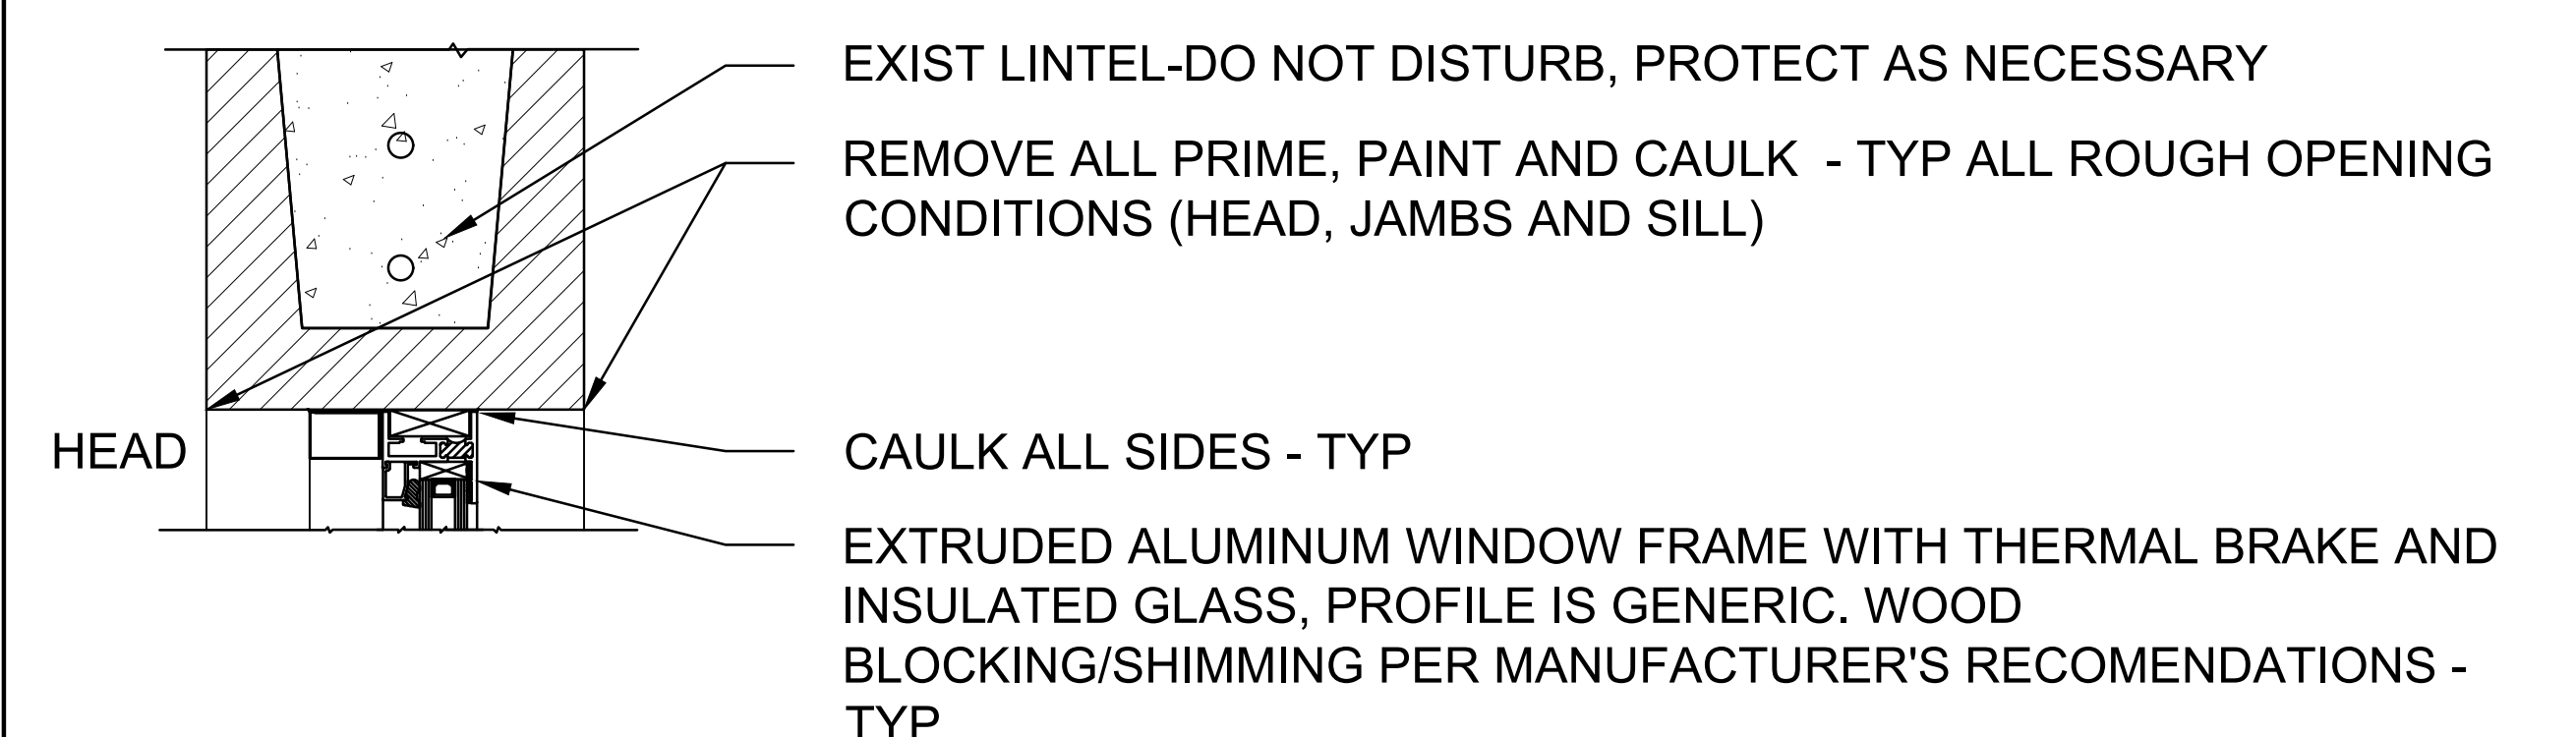 EXIST LINTEL-DO NOT DISTURB, PROTECT AS NECESSARY
REMOVE ALL PRIME, PAINT AND CAULK - TYP ALL ROUGH OPENING
CONDITIONS (HEAD, JAMBS AND SILL)
HEAD
CAULK ALL SIDES - TYP
EXTRUDED ALUMINUM WINDOW FRAME WITH THERMAL BRAKE AND
INSULATED GLASS, PROFILE IS GENERIC. WOOD
BLOCKING/SHIMMING PER MANUFACTURER'S RECOMENDATIONS -
TYP